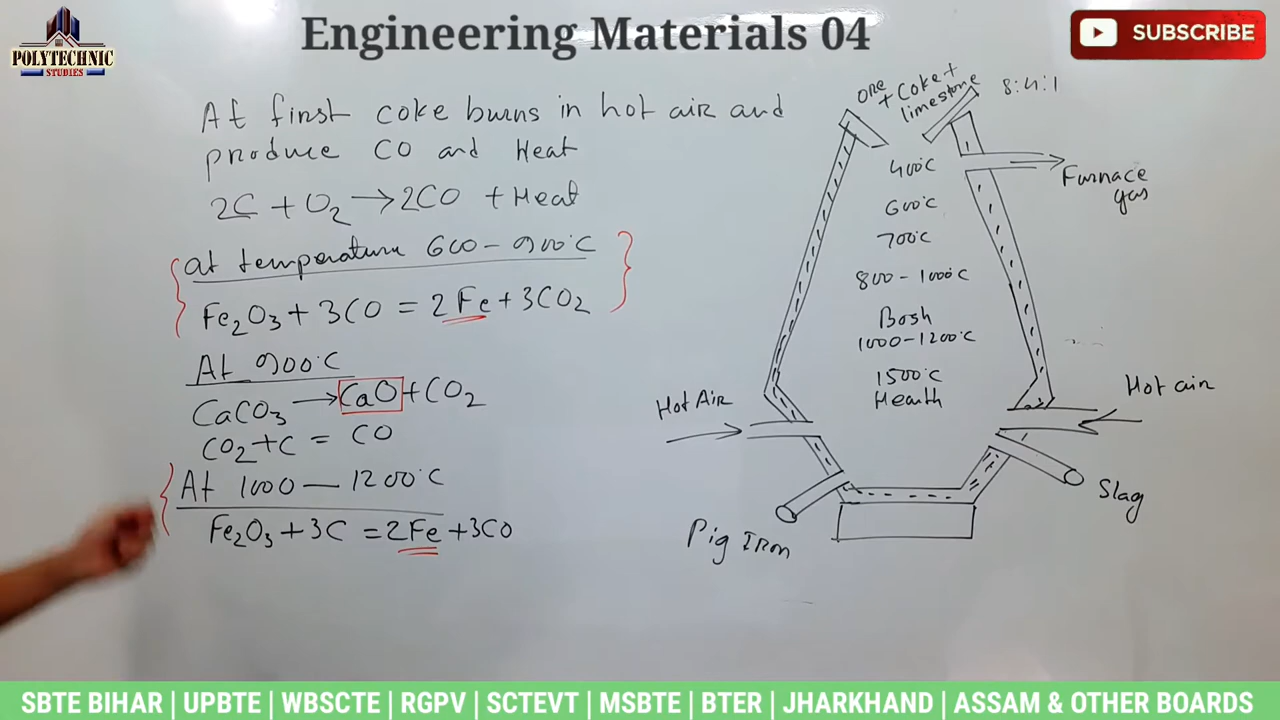 Engineering Materials 04
POLYTECHNIC
STUDIES
SUBSCRIBE
At first coke burns in hot air and
produce CO and Heat
2C + O₂ → 2CO + Heat
at temperature 600 - 900°C
Fe₂O₃ + 3CO = 2Fe + 3CO₂
At 900°C
CaCO₃ → CaO + CO₂
CO₂ + C = CO
At 1000 — 1200°C
Fe₂O₃ + 3C = 2Fe + 3CO
ore + Coke +
limestone
8:4:1
400°C
600°C
700°C
800 - 1000°C
Bosh
1000-1200°C
1500°C
Hearth
Furnace
gas
Hot Air
Hot air
Slag
Pig Iron
SBTE BIHAR | UPBTE | WBSCTE | RGPV | SCTEVT | MSBTE | BTER | JHARKHAND | ASSAM & OTHER BOARDS